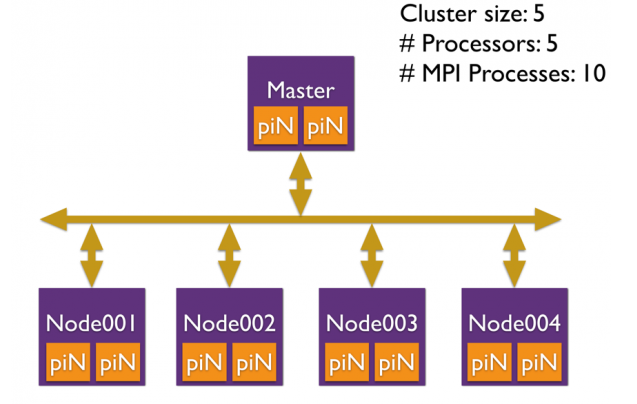 Cluster size: 5
# Processors: 5
# MPI Processes: 10
Master
piN piN
Node001 Node002 Node003 Node004
piN piN piN piN piN piN piN piN